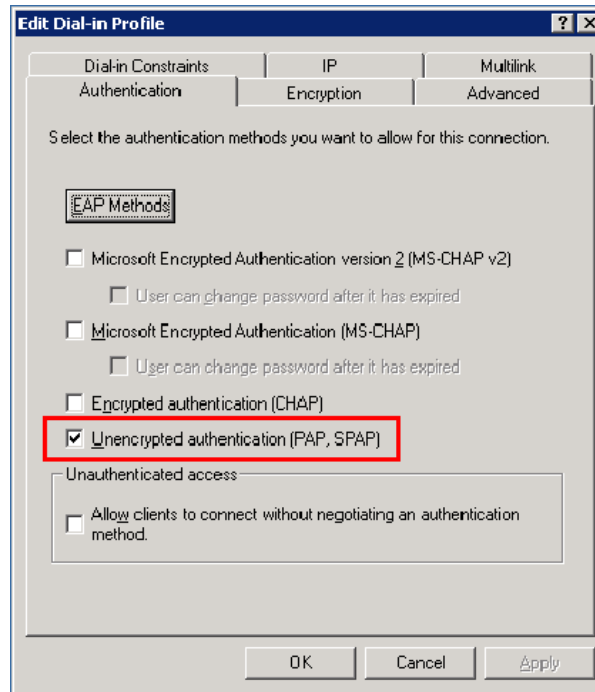 Edit Dial-in Profile
Dial-in Constraints IP Multilink
Authentication Encryption Advanced
Select the authentication methods you want to allow for this connection.
EAP Methods
Microsoft Encrypted Authentication version 2 (MS-CHAP v2)
User can change password after it has expired
Microsoft Encrypted Authentication (MS-CHAP)
User can change password after it has expired
Encrypted authentication (CHAP)
Unencrypted authentication (PAP, SPAP)
Unauthenticated access
Allow clients to connect without negotiating an authentication
method.
OK Cancel Apply